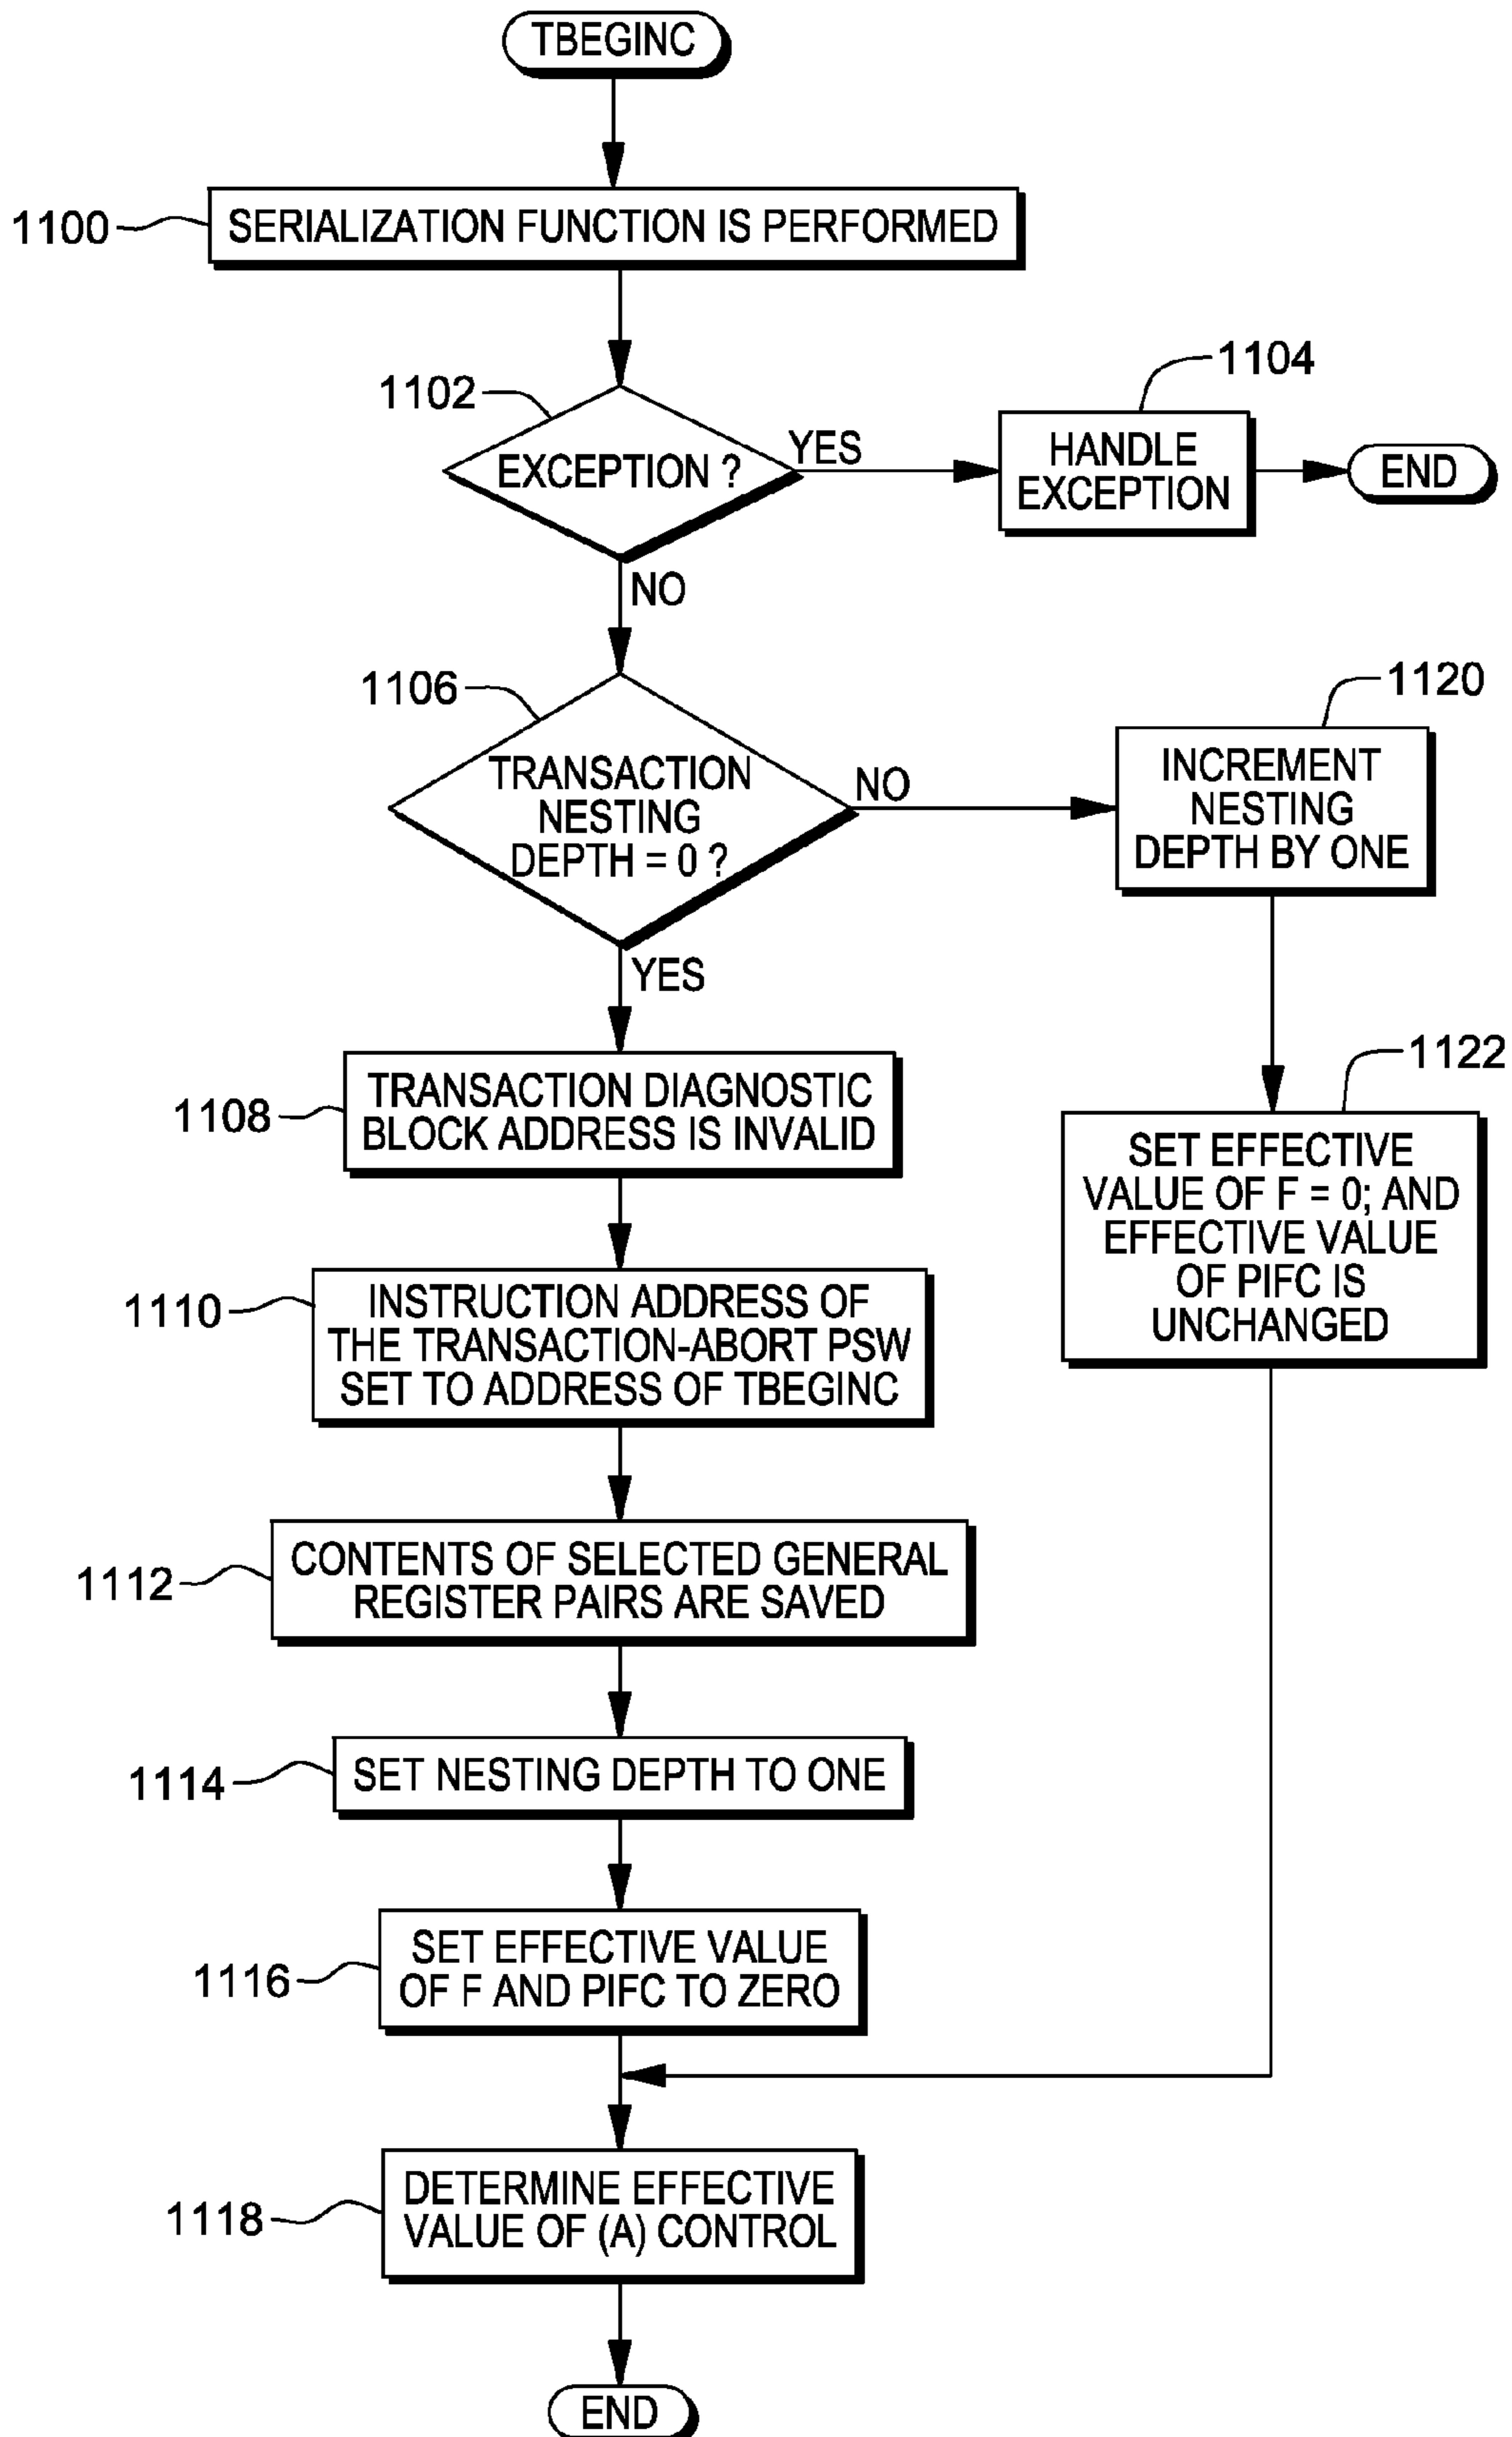 TBEGINC
1100
SERIALIZATION FUNCTION IS PERFORMED
1102
EXCEPTION ?
YES
1104
HANDLE
EXCEPTION
END
NO
1106
TRANSACTION
NESTING
DEPTH = 0 ?
NO
1120
INCREMENT
NESTING
DEPTH BY ONE
YES
1108
TRANSACTION DIAGNOSTIC
BLOCK ADDRESS IS INVALID
1122
SET EFFECTIVE
VALUE OF F = 0; AND
EFFECTIVE VALUE
OF PIFC IS
UNCHANGED
1110
INSTRUCTION ADDRESS OF
THE TRANSACTION-ABORT PSW
SET TO ADDRESS OF TBEGINC
1112
CONTENTS OF SELECTED GENERAL
REGISTER PAIRS ARE SAVED
1114
SET NESTING DEPTH TO ONE
1116
SET EFFECTIVE VALUE
OF F AND PIFC TO ZERO
1118
DETERMINE EFFECTIVE
VALUE OF (A) CONTROL
END